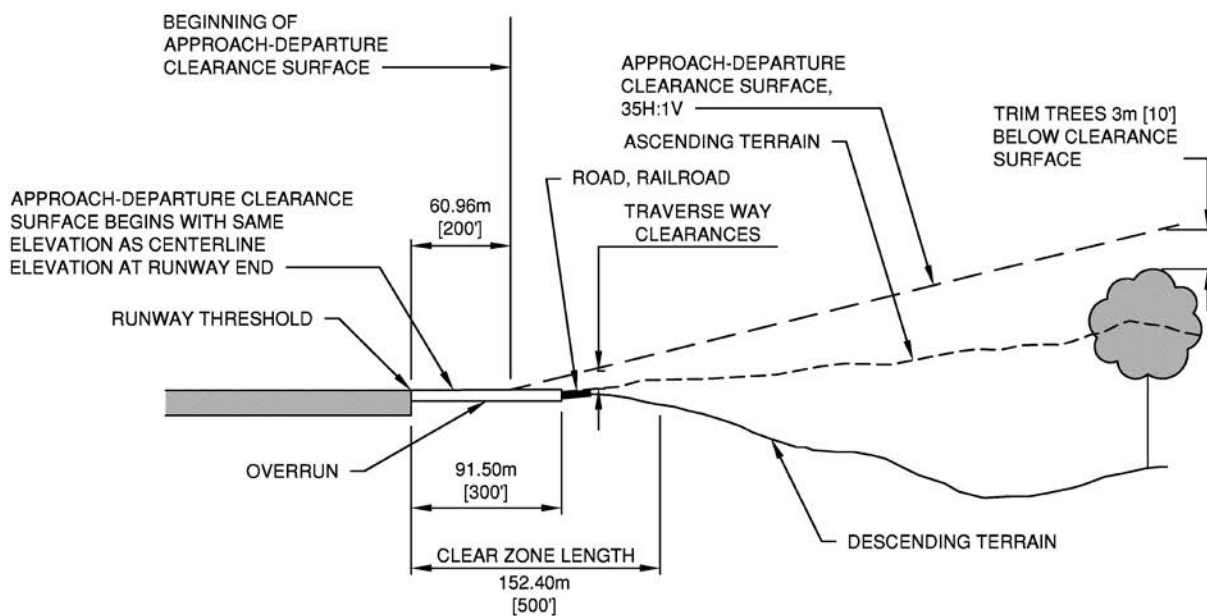 BEGINNING OF
APPROACH-DEPARTURE
CLEARANCE SURFACE
APPROACH-DEPARTURE
CLEARANCE SURFACE,
35H:1V
TRIM TREES 3m [10']
BELOW CLEARANCE
SURFACE
ASCENDING TERRAIN
ROAD, RAILROAD
APPROACH-DEPARTURE CLEARANCE
SURFACE BEGINS WITH SAME
ELEVATION AS CENTERLINE
ELEVATION AT RUNWAY END
60.96m
[200']
TRAVERSE WAY
CLEARANCES
RUNWAY THRESHOLD
OVERRUN
91.50m
[300']
DESCENDING TERRAIN
CLEAR ZONE LENGTH
152.40m
[500']